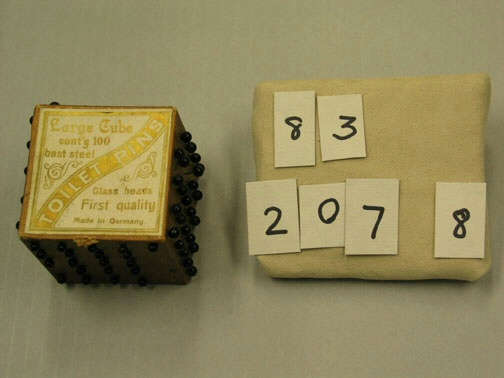 Large Cube
cont's 100
best steel
TOILET PINS
Glass heads
First quality
Made in Germany.
8 3
2 0 7 8